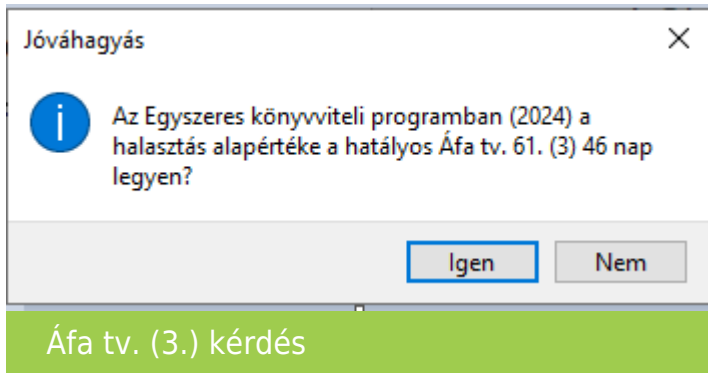 Jóváhagyás
Az Egyszeres könyvviteli programban (2024) a
halasztás alapértéke a hatályos Áfa tv. 61. (3) 46 nap
legyen?
Igen
Nem
Áfa tv. (3.) kérdés